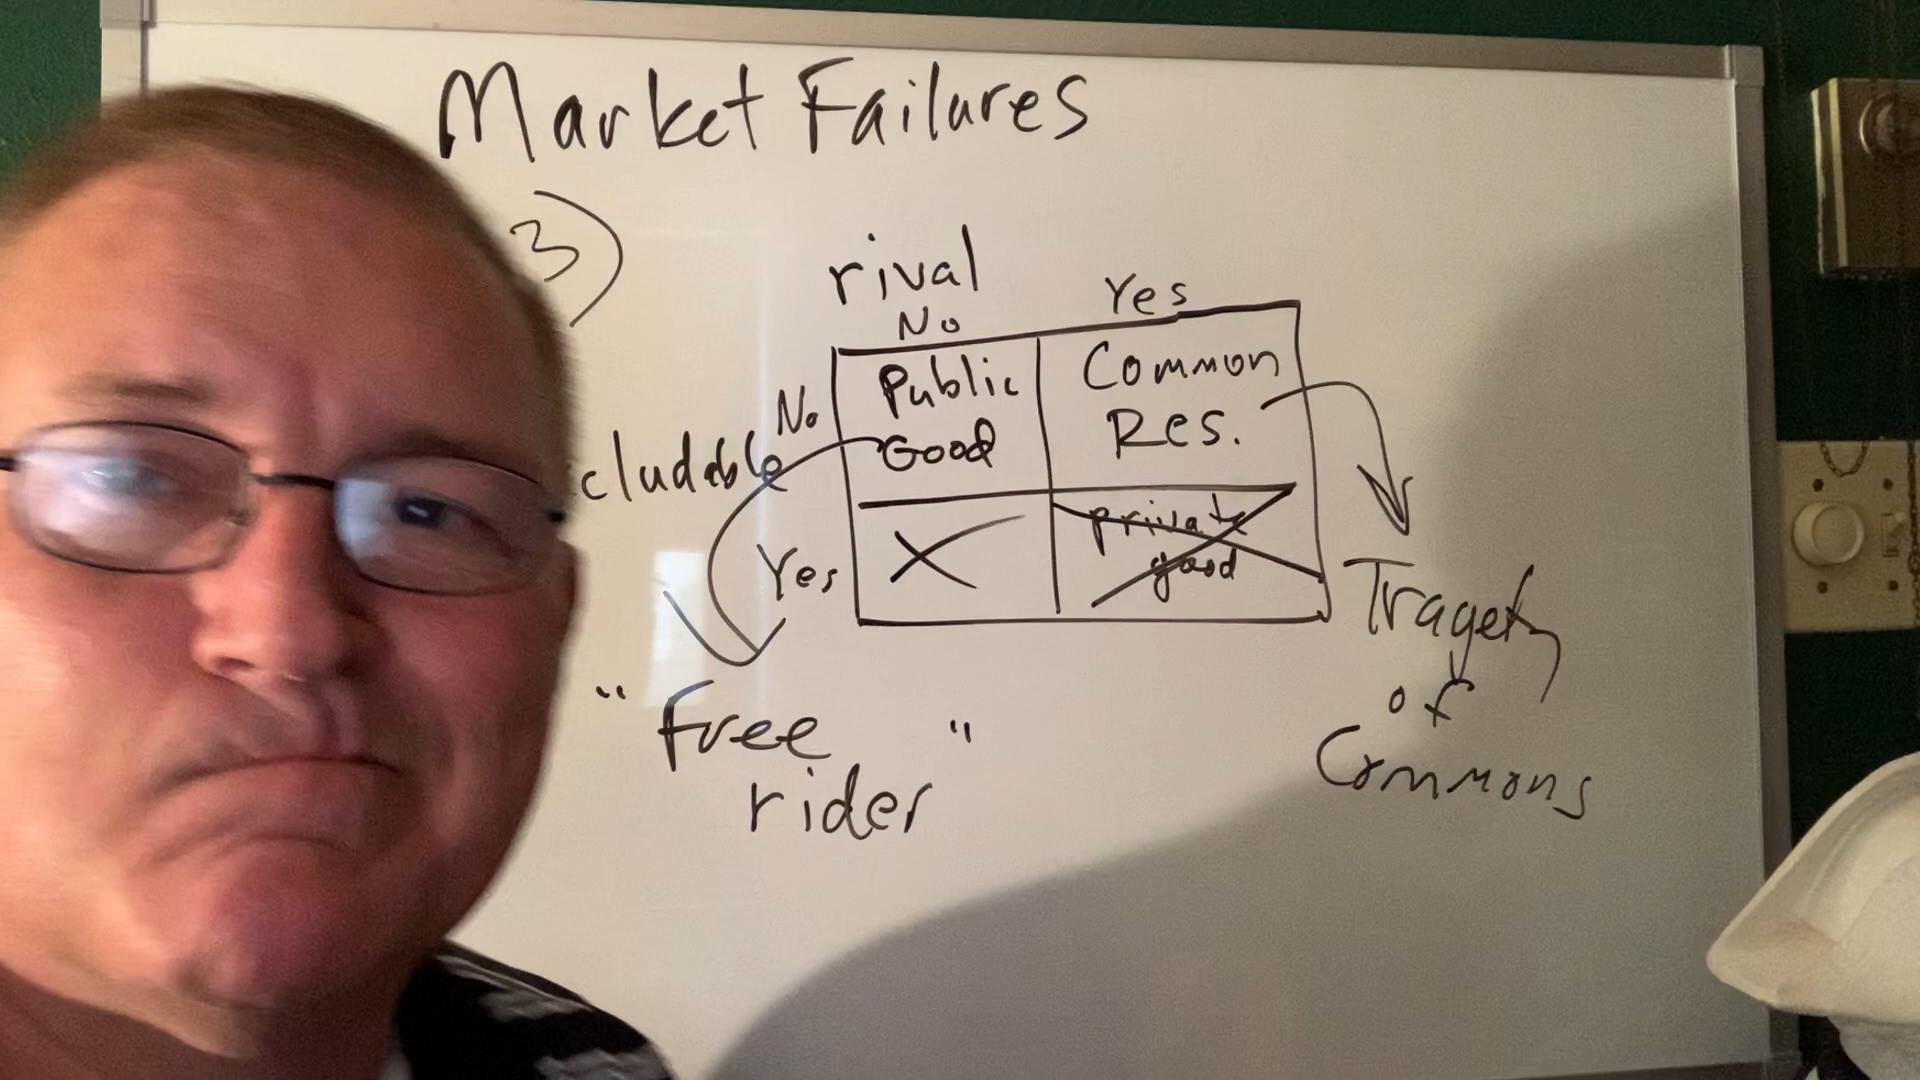 Market Failures
3)
rival
No Yes
No Public Common
cludable Good Res.
Yes X private
good
Tragety
of
Commons
"Free "
rider